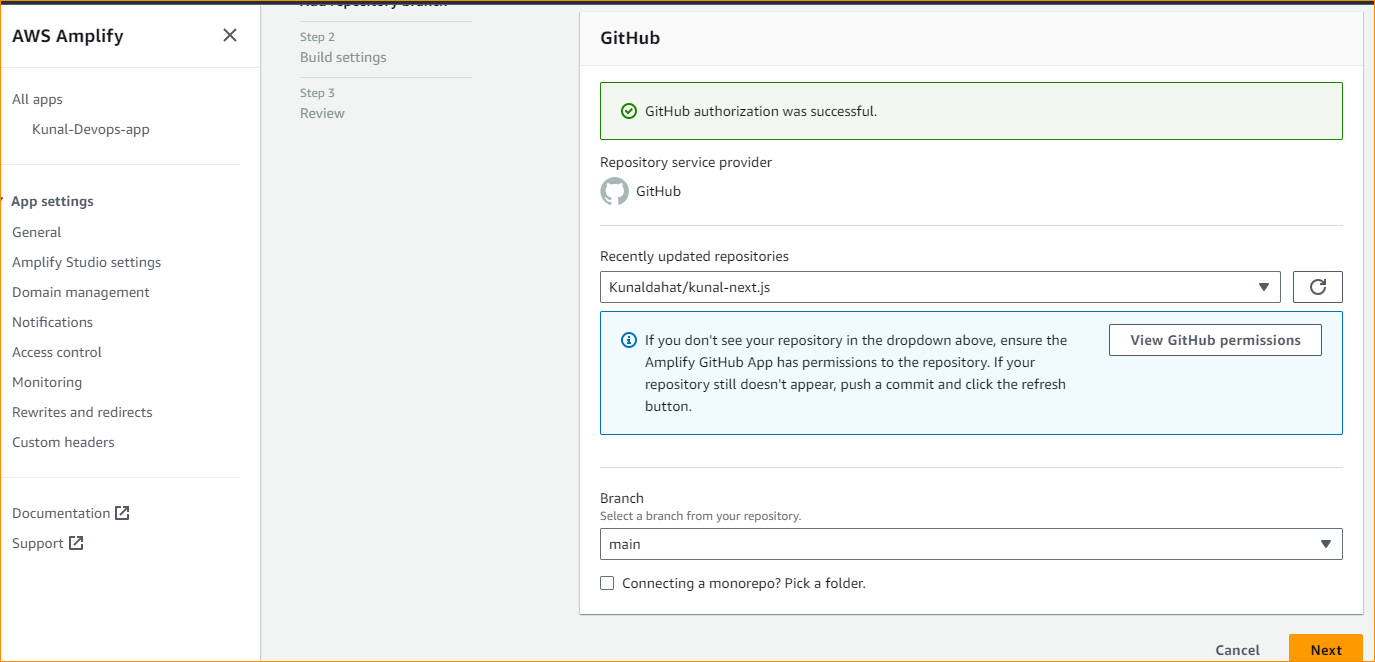 AWS Amplify
All apps
Kunal-Devops-app
App settings
General
Amplify Studio settings
Domain management
Notifications
Access control
Monitoring
Rewrites and redirects
Custom headers
Documentation
Support
Add repository branch
Step 2
Build settings
Step 3
Review
GitHub
GitHub authorization was successful.
Repository service provider
GitHub
Recently updated repositories
Kunaldahat/kunal-next.js
If you don't see your repository in the dropdown above, ensure the
Amplify GitHub App has permissions to the repository. If your
repository still doesn't appear, push a commit and click the refresh
button.
View GitHub permissions
Branch
Select a branch from your repository.
main
Connecting a monorepo? Pick a folder.
Cancel
Next